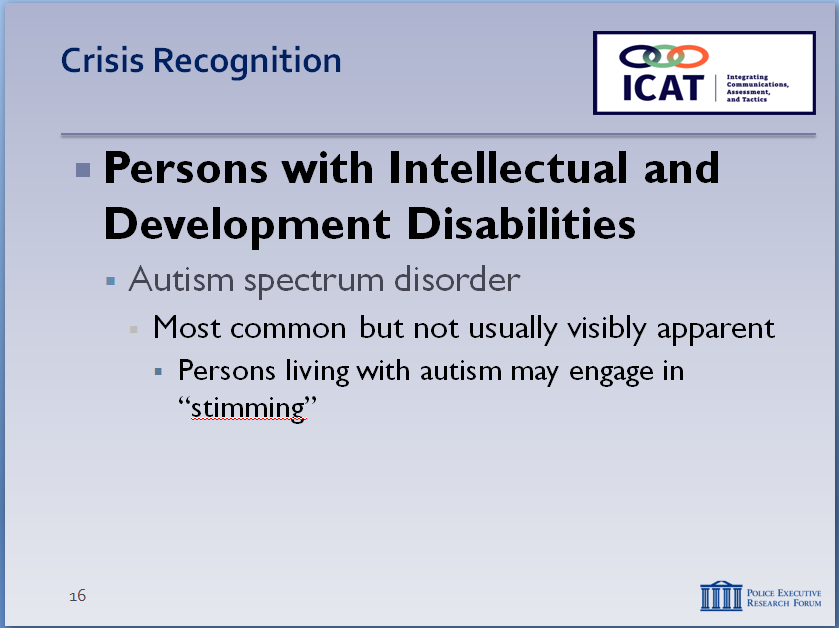 Crisis Recognition
ICAT
Integrating
Communications,
Assessment,
and Tactics
Persons with Intellectual and
Development Disabilities
Autism spectrum disorder
Most common but not usually visibly apparent
Persons living with autism may engage in
“stimming”
16
POLICE EXECUTIVE
RESEARCH FORUM